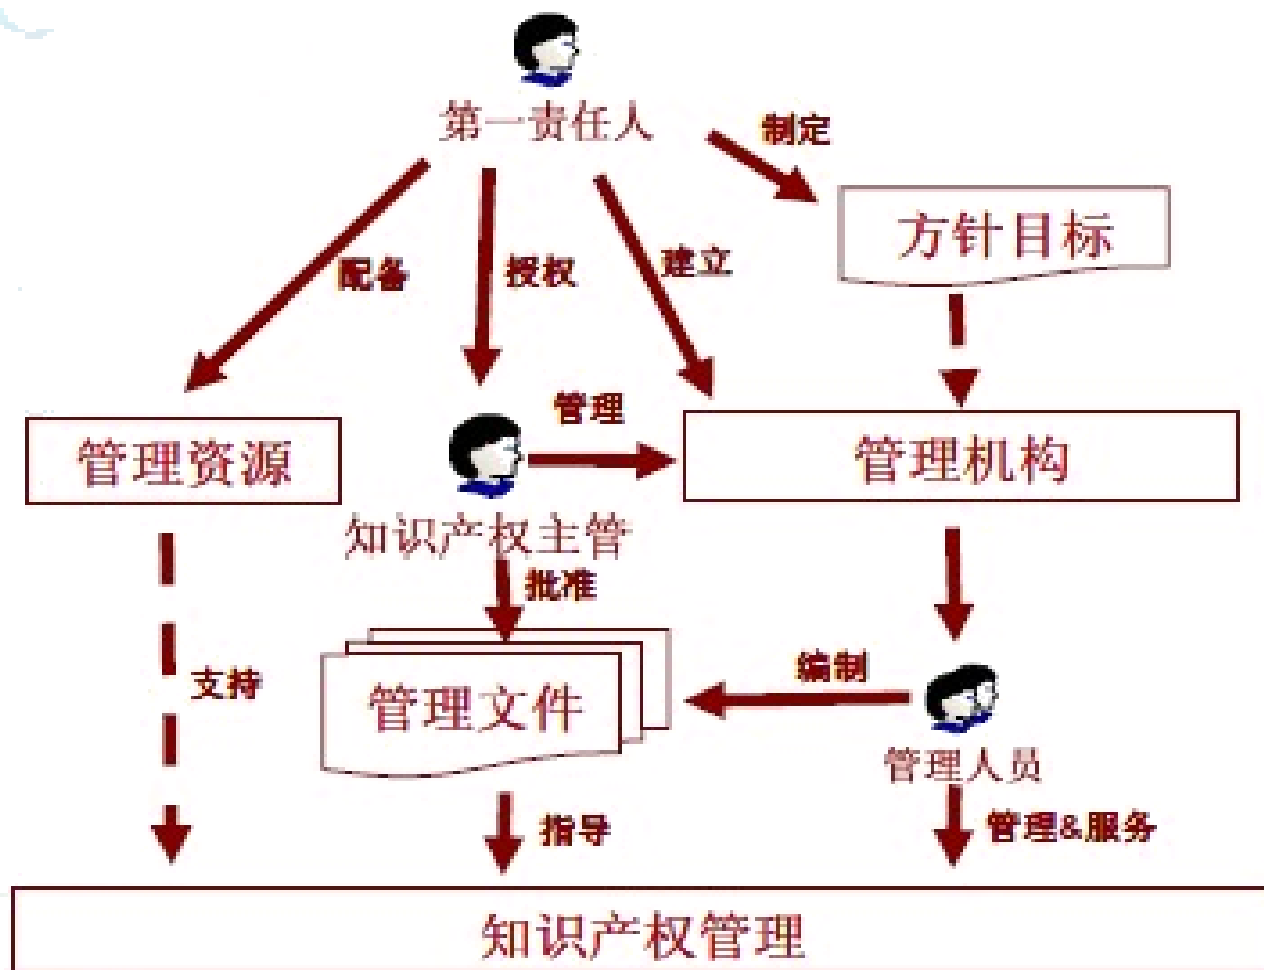 第一责任人
制定
方针目标
配备
授权
建立
管理
管理资源
管理机构
知识产权主管
批准
支持
管理文件
编制
管理人员
指导
管理&服务
知识产权管理